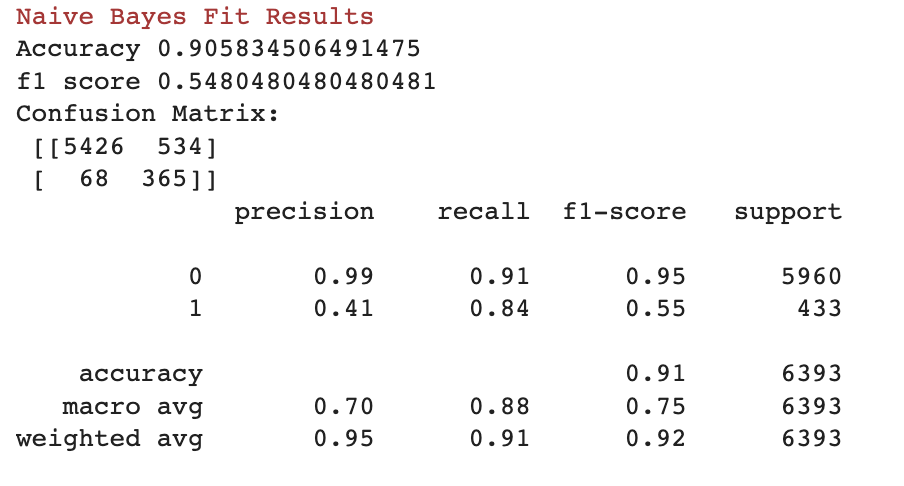 Naive Bayes Fit Results
Accuracy 0.905834506491475
f1 score 0.5480480480480481
Confusion Matrix:
[[5426 534]
[ 68 365]]
precision recall f1-score support
0 0.99 0.91 0.95 5960
1 0.41 0.84 0.55 433
accuracy 0.91 6393
macro avg 0.70 0.88 0.75 6393
weighted avg 0.95 0.91 0.92 6393